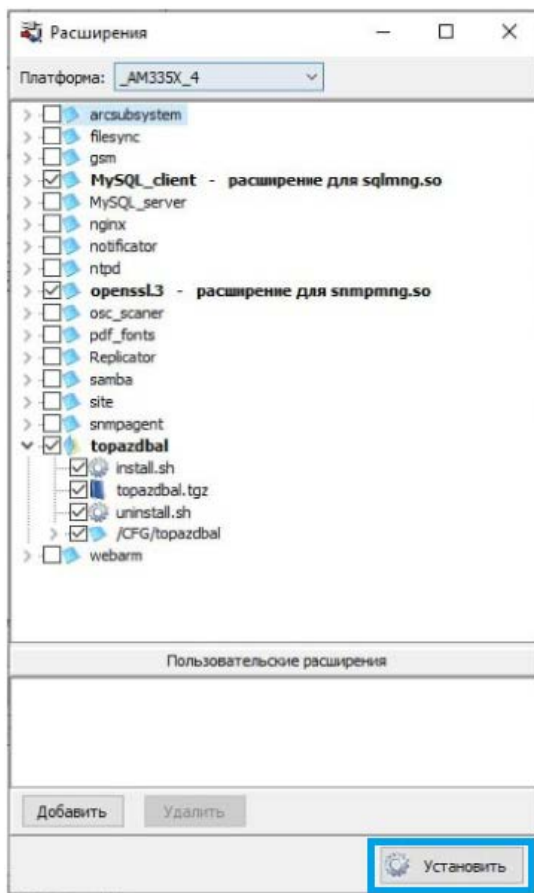 Расширения
Платформа: _AM335X_4
arcsubsystem
filesync
gsm
MySQL_client - расширение для sqlmng.so
MySQL_server
nginx
notificator
ntpd
openssl.3 - расширение для snmpmng.so
osc_scaner
pdf_fonts
Replicator
samba
site
snmpagent
topazdbal
install.sh
topazdbal.tgz
uninstall.sh
/CFG/topazdbal
webarm
Пользовательские расширения
Добавить Удалить
Установить